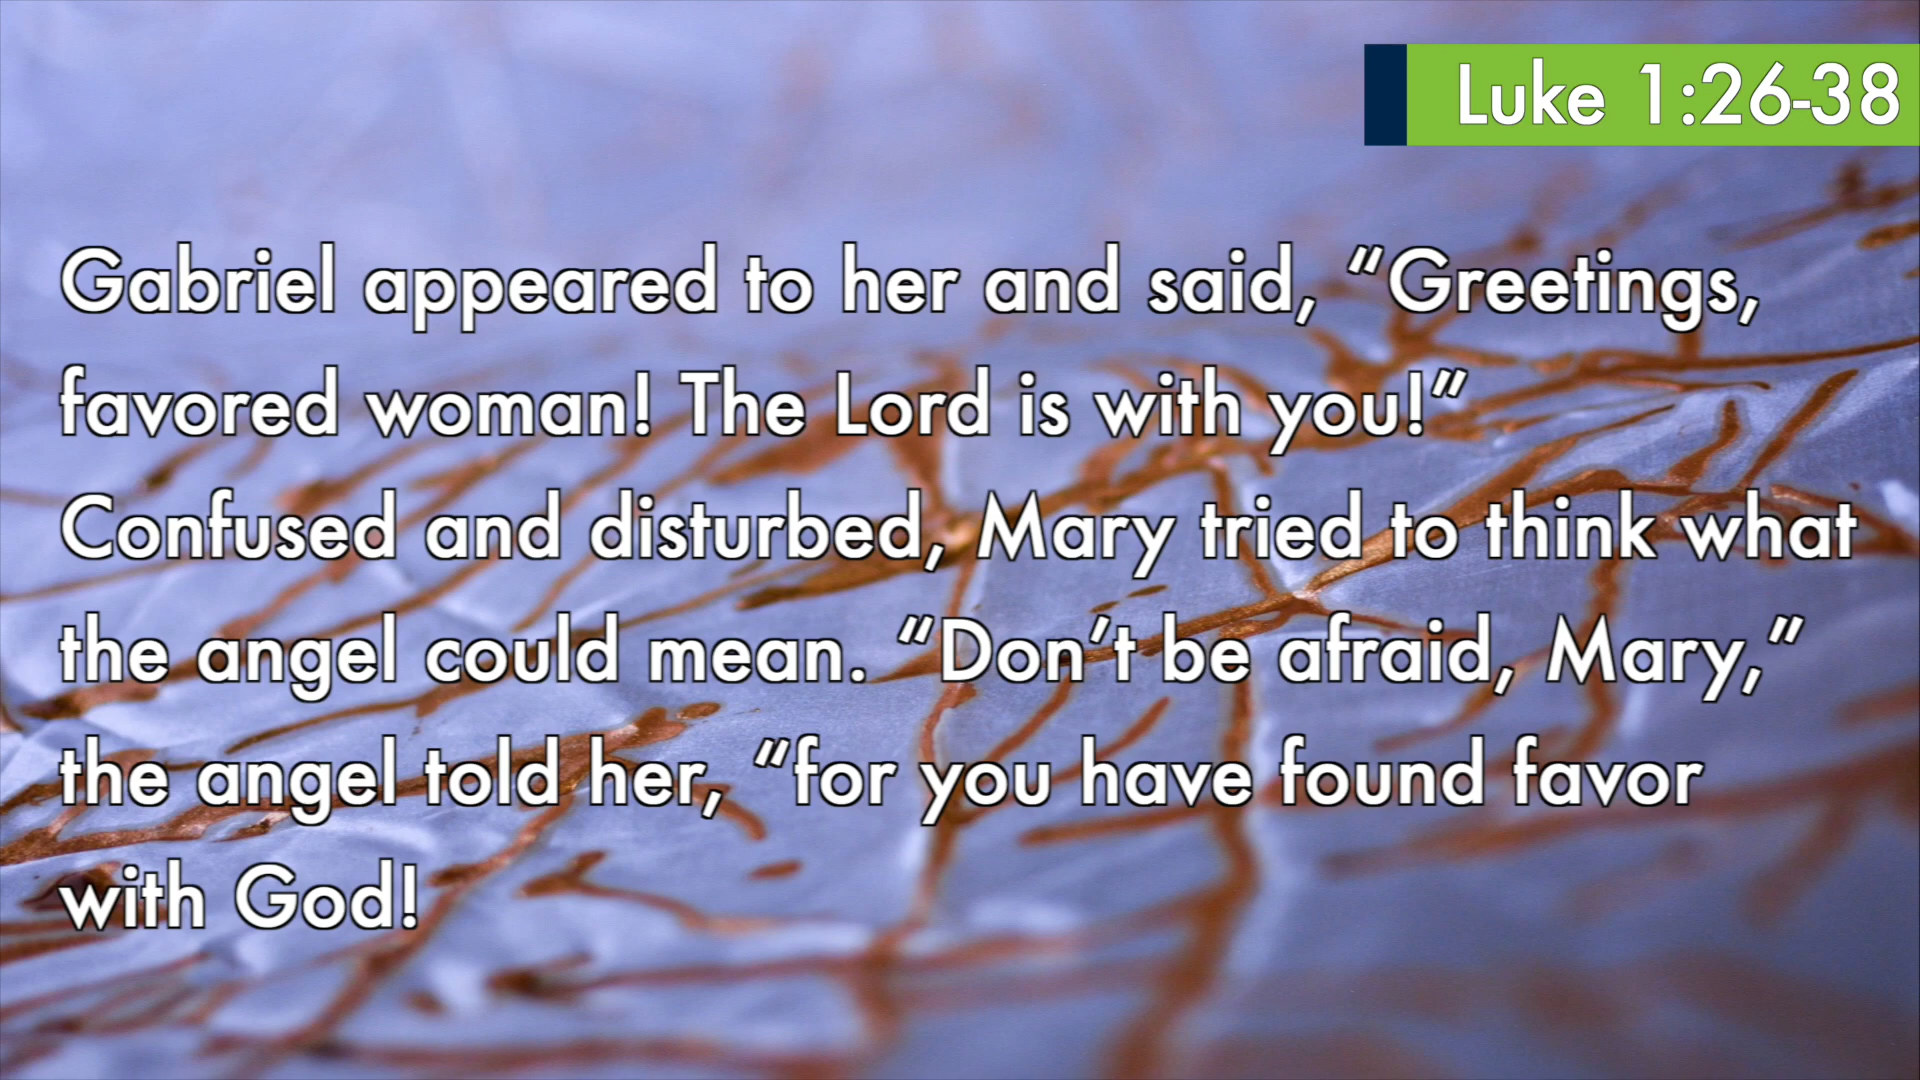 Luke 1:26-38
Gabriel appeared to her and said, “Greetings,
favored woman! The Lord is with you!”
Confused and disturbed, Mary tried to think what
the angel could mean. “Don’t be afraid, Mary,”
the angel told her, “for you have found favor
with God!